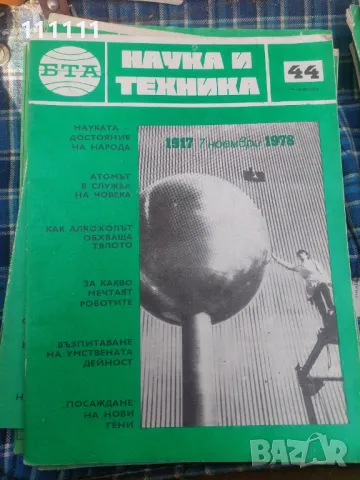 11111
БТА
НАУКА И
ТЕХНИКА
44
НАУКАТА –
ДОСТОЯНИЕ
НА НАРОДА
1917 7 ноември 1978
АТОМЪТ
В СЛУЖБА
НА ЧОВЕКА
КАК АЛКОХОЛЪТ
ОБХВАЩА
ТЯЛОТО
ЗА КАКВО
МЕЧТАЯТ
РОБОТИТЕ
ВЪЗПИТАВАНЕ
НА УМСТВЕНАТА
ДЕЙНОСТ
„ПОСАЖДАНЕ"
НА НОВИ
ГЕНИ
BAZAR